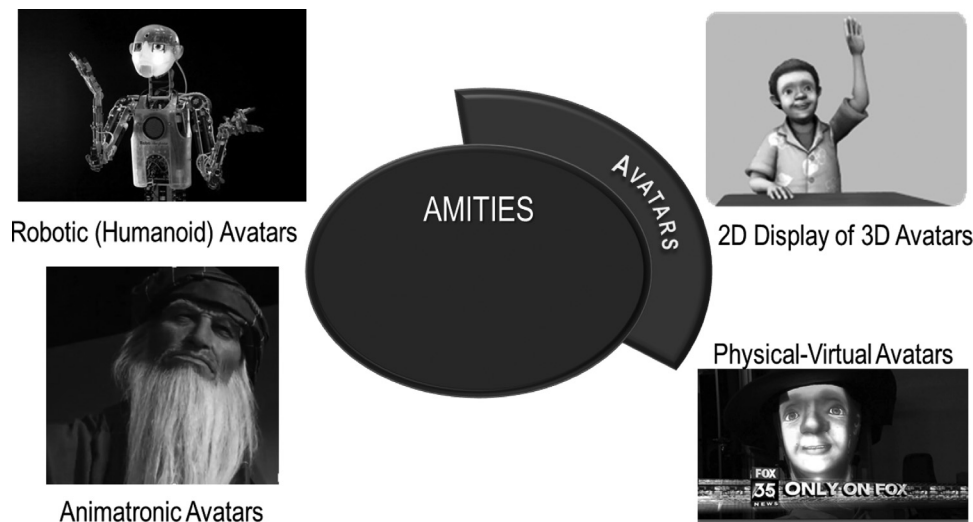 AMITIES
AVATARS
Robotic (Humanoid) Avatars
2D Display of 3D Avatars
Animatronic Avatars
Physical-Virtual Avatars
FOX
35
NEWS
ONLY ON FOX